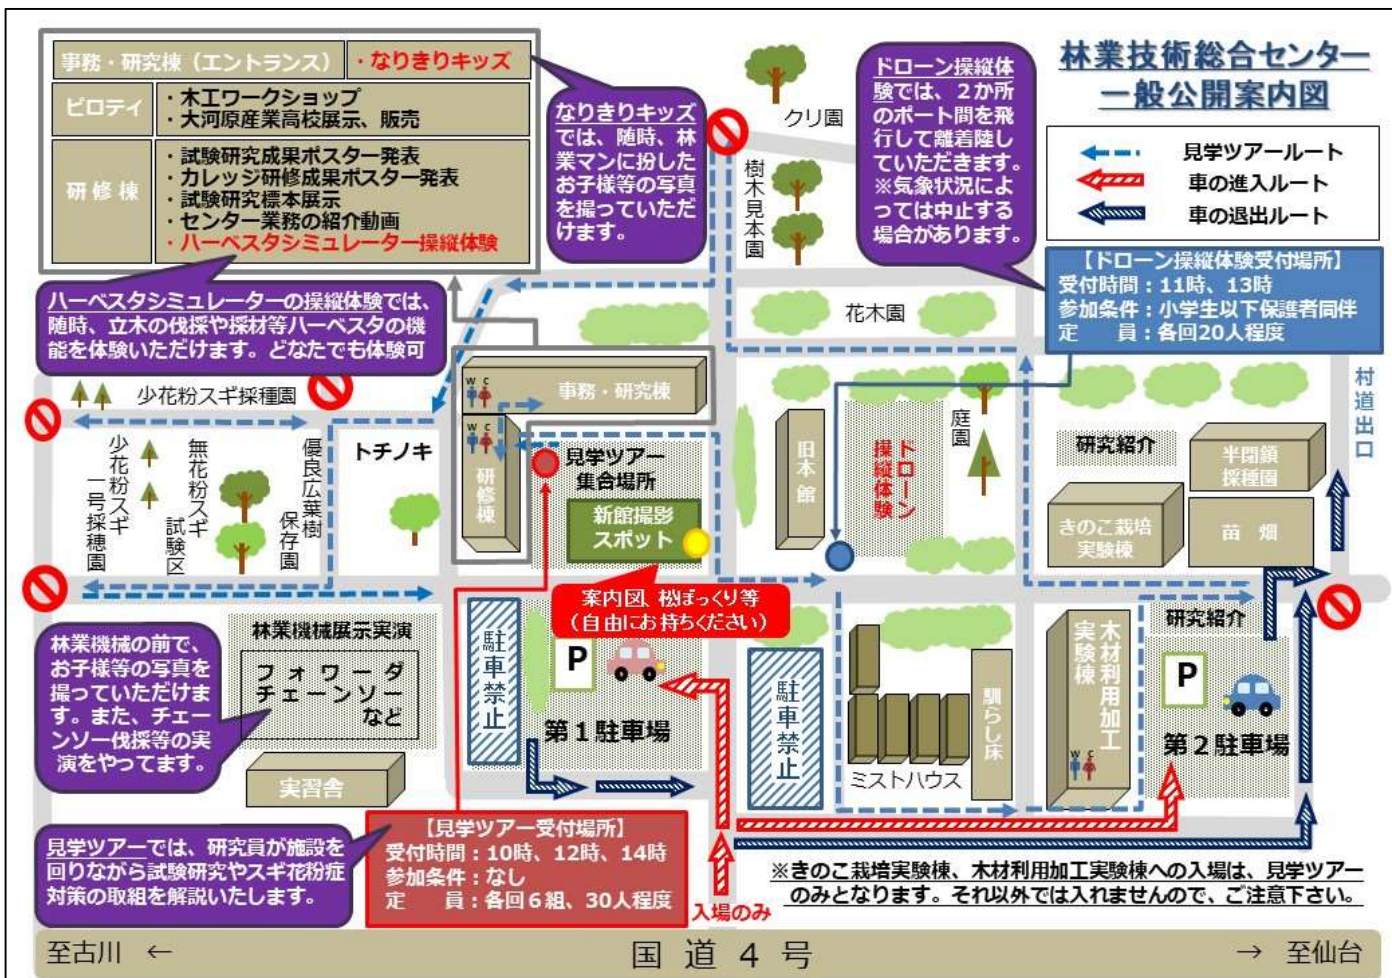 林業技術総合センター
一般公開案内図
見学ツアールート
車の進入ルート
車の退出ルート
事務・研究棟（エントランス）
・なりきりキッズ
ピロティ
・木工ワークショップ
・大河原産業高校展示、販売
研修棟
・試験研究成果ポスター発表
・カレッジ研修成果ポスター発表
・試験研究標本展示
・センター業務の紹介動画
・ハーベスタシミュレーター操縦体験
なりきりキッズ
では、随時、林
業マンに扮した
お子様等の写真
を撮っていただ
けます。
クリ園
樹木見本園
ドローン操縦体
験では、２か所
のポート間を飛
行して離着陸し
ていただきます。
※気象状況によ
っては中止する
場合があります。
【ドローン操縦体験受付場所】
受付時間：11時、13時
参加条件：小学生以下保護者同伴
定　　員：各回20人程度
ハーベスタシミュレーターの操縦体験では、
随時、立木の伐採や採材等ハーベスタの機
能を体験いただけます。どなたでも体験可
花木園
少花粉スギ採種園
少花粉スギ
一号採穂園
無花粉スギ
試験区
優良広葉樹
保存園
トチノキ
W C
事務・研究棟
W C
研修棟
見学ツアー
集合場所
新館撮影
スポット
旧本館
ドローン
操縦体験
庭園
研究紹介
半閉鎖
採種園
きのこ栽培
実験棟
苗畑
村道出口
案内図、松ぼっくり等
（自由にお持ちください）
林業機械の前で、
お子様等の写真を
撮っていただけま
す。また、チェー
ンソー伐採等の実
演をやってます。
林業機械展示実演
フォワーダ
チェーンソー
など
実習舎
駐車禁止
P
第１駐車場
駐車禁止
ミストハウス
馴らし床
木材利用加工
実験棟
W C
研究紹介
P
第２駐車場
見学ツアーでは、研究員が施設を
回りながら試験研究やスギ花粉症
対策の取組を解説いたします。
【見学ツアー受付場所】
受付時間：10時、12時、14時
参加条件：なし
定　　員：各回６組、30人程度
入場のみ
※きのこ栽培実験棟、木材利用加工実験棟への入場は、見学ツアー
のみとなります。それ以外では入れませんので、ご注意下さい。
至古川　←
国道４号
→　至仙台